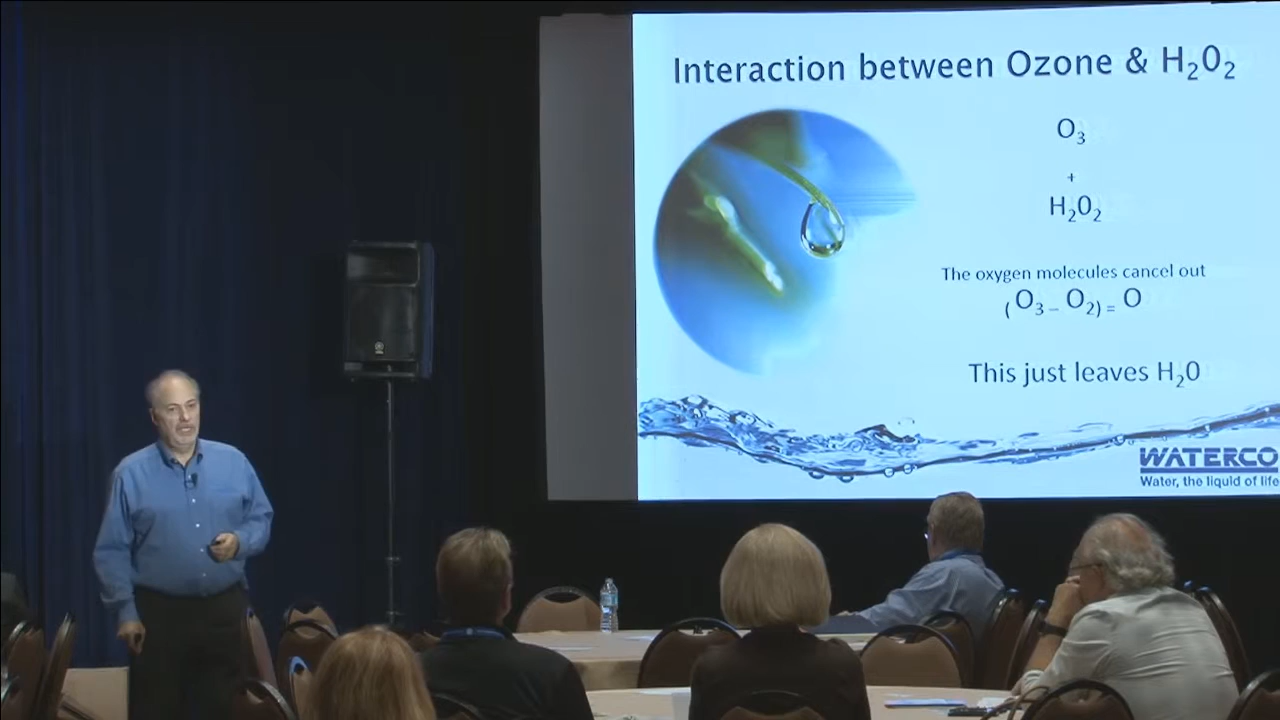 Interaction between Ozone & H₂0₂
O₃
+
H₂0₂
The oxygen molecules cancel out
( O₃ – O₂) = O
This just leaves H₂0
WATERCO
Water, the liquid of life